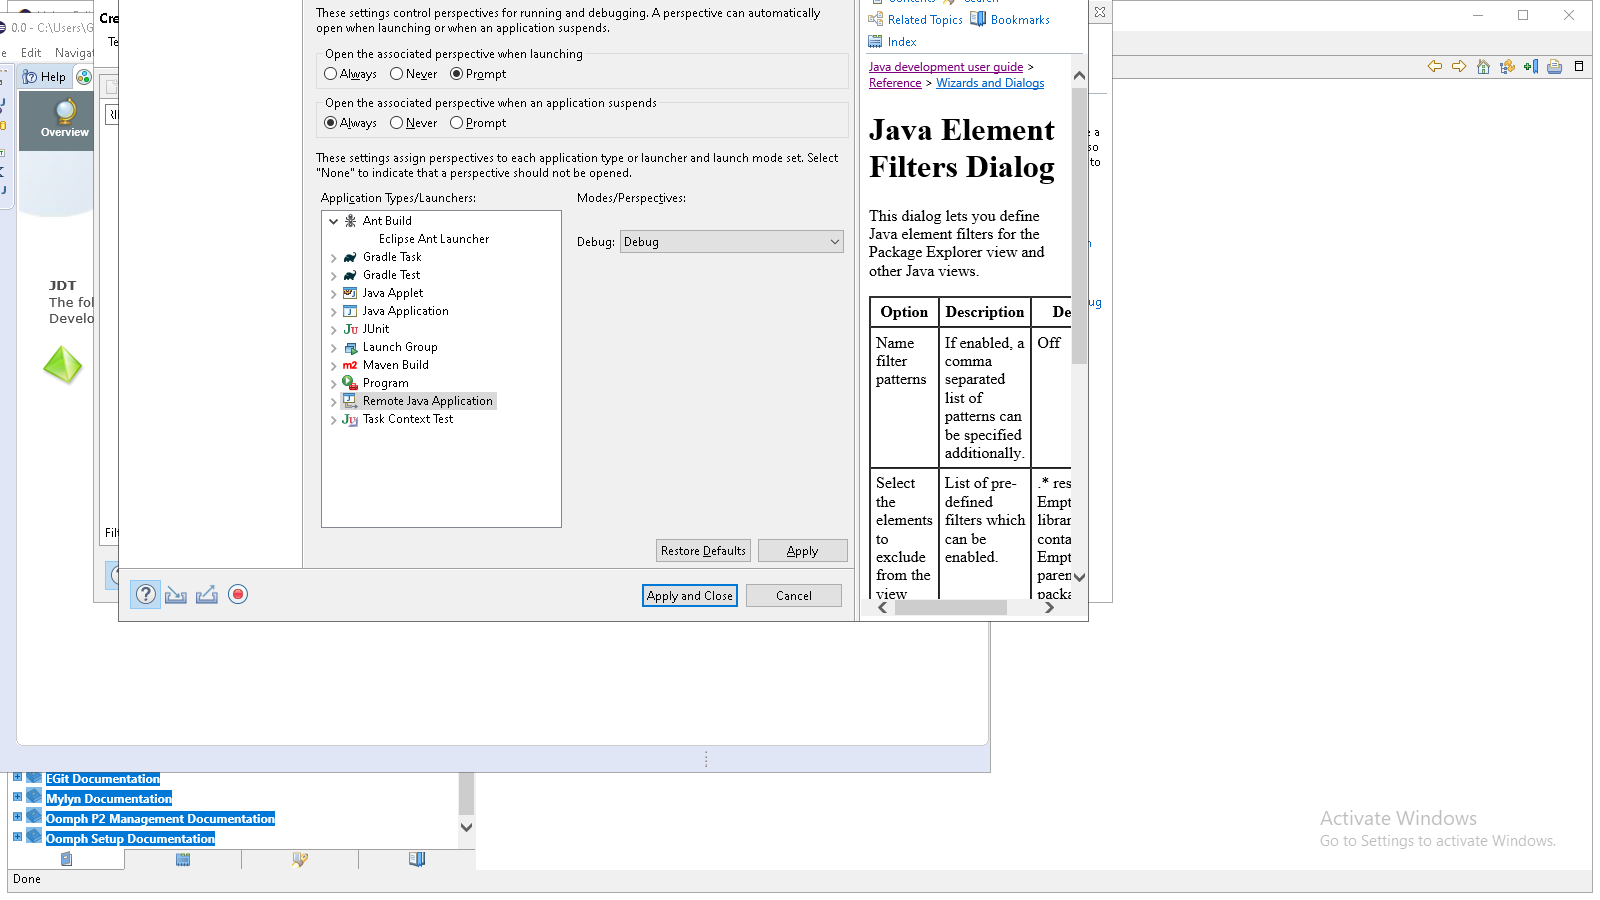 0.0 - C:\Users\G
Edit Navigat
Help
Overview
JDT
The fol
Develo
Cre
Te
Filt
These settings control perspectives for running and debugging. A perspective can automatically
open when launching or when an application suspends.
Open the associated perspective when launching
Always Never Prompt
Open the associated perspective when an application suspends
Always Never Prompt
These settings assign perspectives to each application type or launcher and launch mode set. Select
"None" to indicate that a perspective should not be opened.
Application Types/Launchers:
Modes/Perspectives:
Ant Build
Eclipse Ant Launcher
Gradle Task
Gradle Test
Java Applet
Java Application
JUnit
Launch Group
Maven Build
Program
Remote Java Application
Task Context Test
Debug: Debug
Restore Defaults Apply
Apply and Close Cancel
Related Topics Bookmarks
Index
Java development user guide >
Reference > Wizards and Dialogs
Java Element
Filters Dialog
This dialog lets you define
Java element filters for the
Package Explorer view and
other Java views.
Option Description De
Name
filter
patterns
If enabled, a
comma
separated
list of
patterns can
be specified
additionally.
Off
Select
the
elements
to
exclude
from the
view
List of pre-
defined
filters which
can be
enabled.
.* res
Empt
librar
conta
Empt
paren
packa
e a
so
to
ug
EGit Documentation
Mylyn Documentation
Oomph P2 Management Documentation
Oomph Setup Documentation
Done
Activate Windows
Go to Settings to activate Windows.